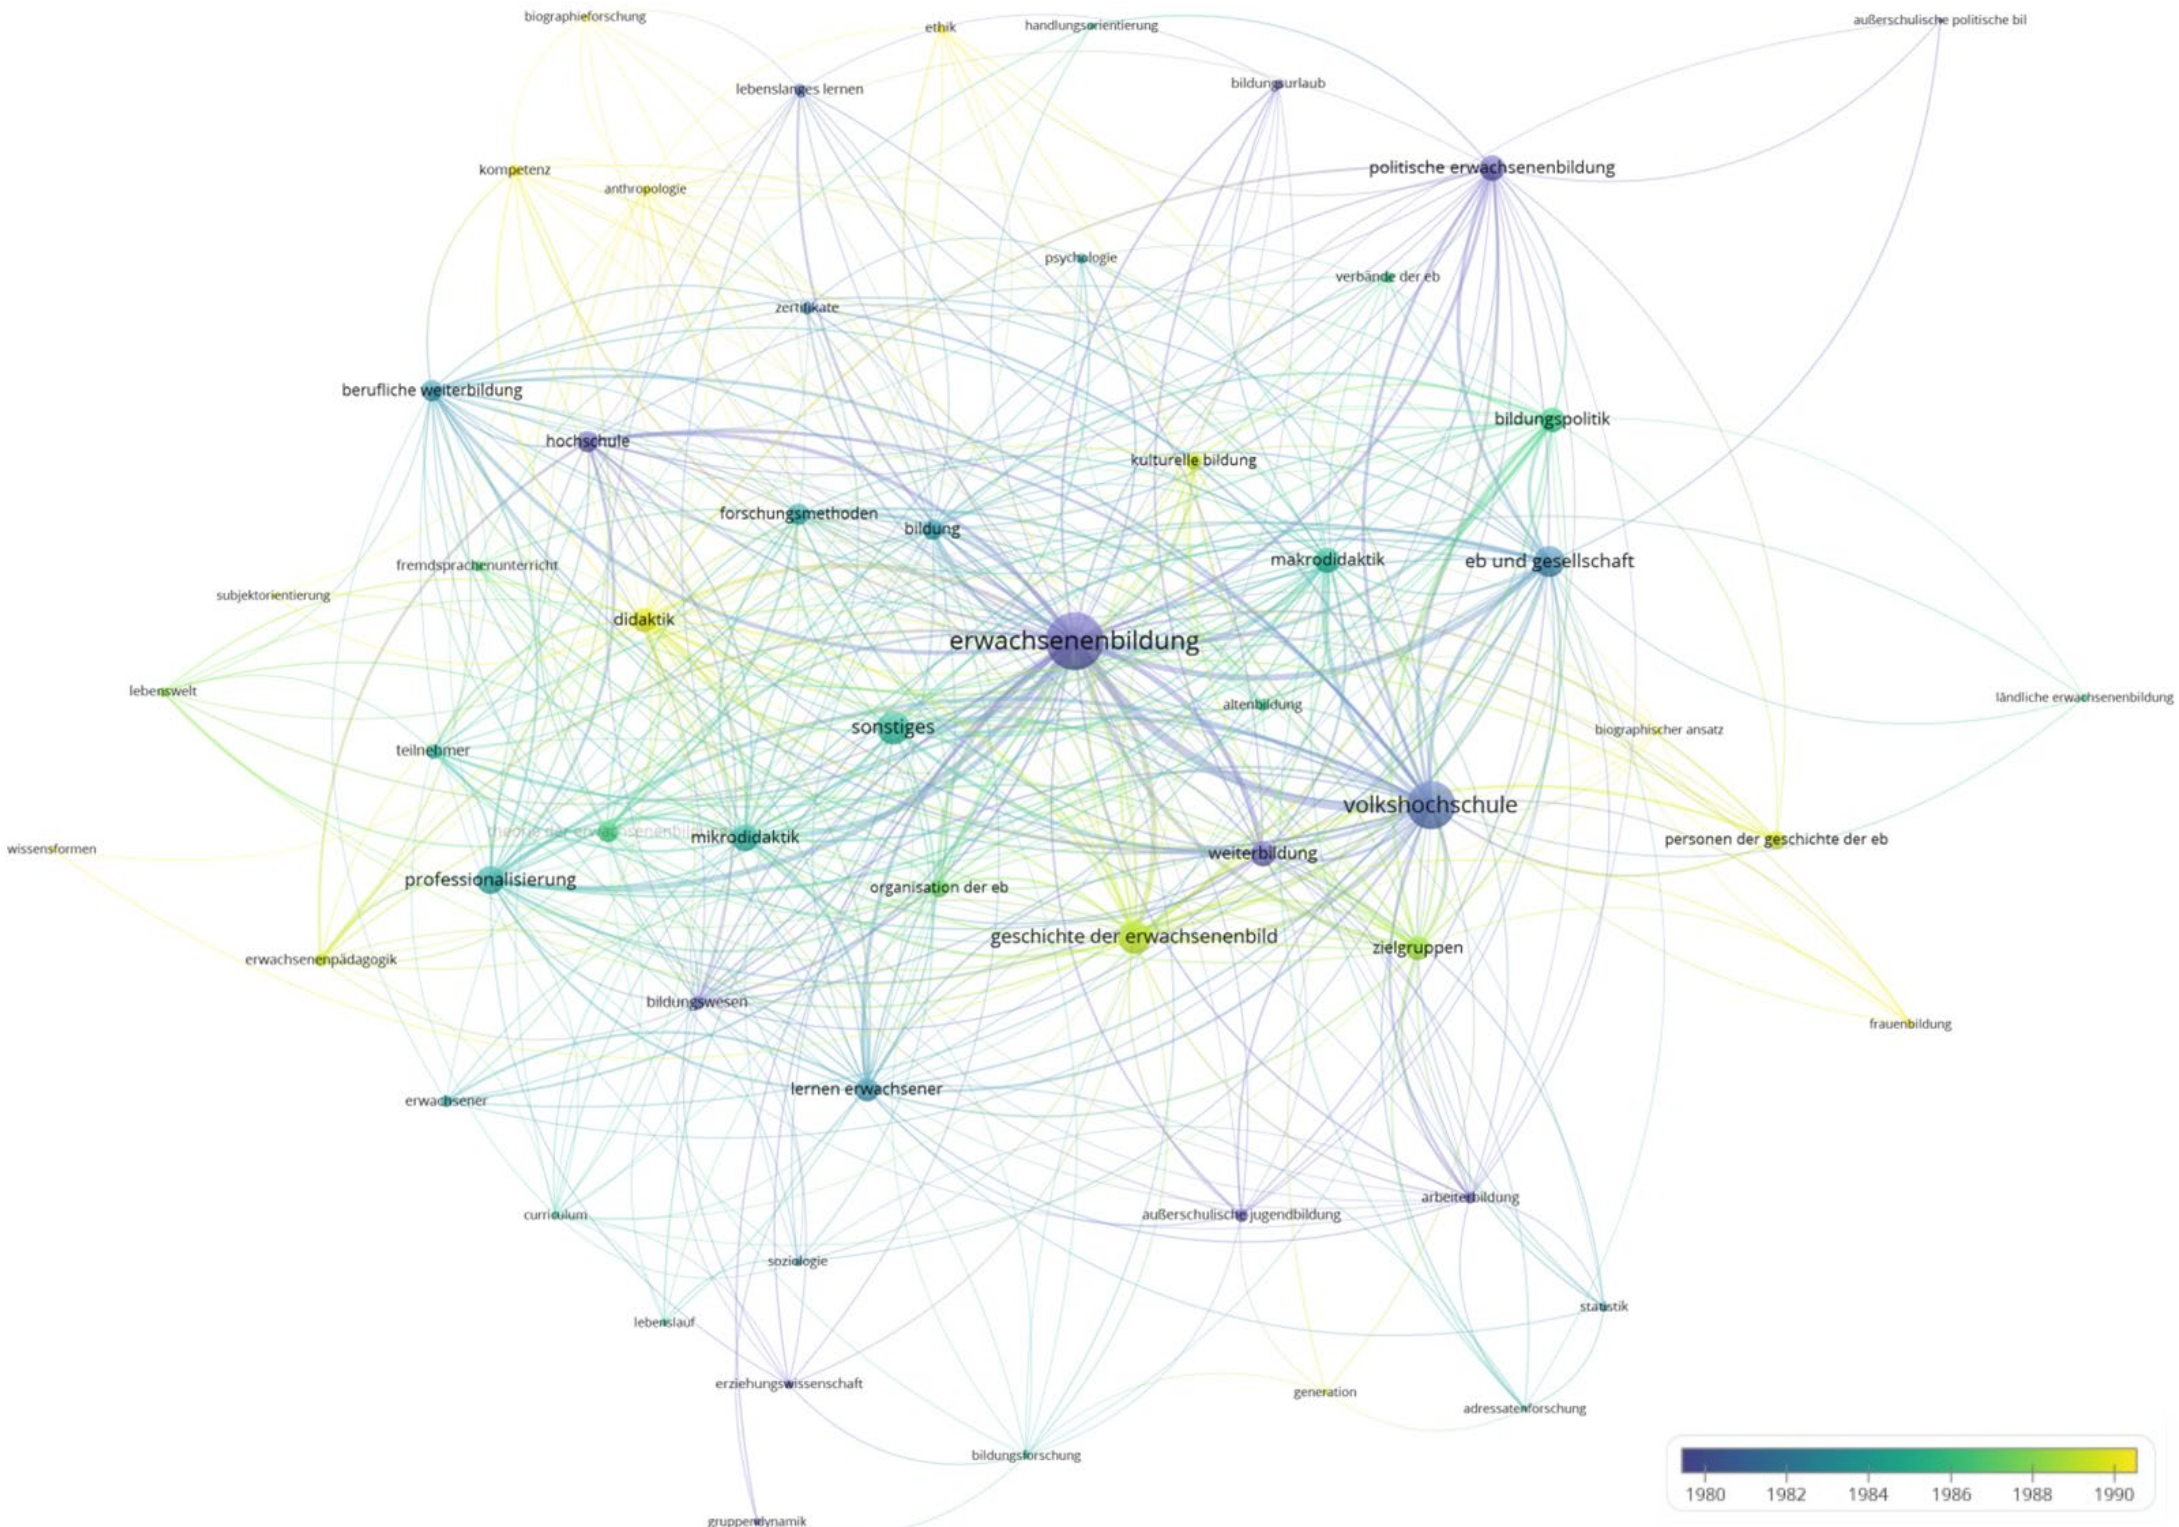 biographieforschung
ethik
handlungsorientierung
außerschulische politische bil
lebenslanges lernen
bildungsurlaub
kompetenz
anthropologie
politische erwachsenenbildung
psychologie
verbände der eb
zertifikate
berufliche weiterbildung
hochschule
bildungspolitik
kulturelle bildung
forschungsmethoden
bildung
fremdsprachenunterricht
makrodidaktik
eb und gesellschaft
subjektorientierung
didaktik
erwachsenenbildung
lebenswelt
ländliche erwachsenenbildung
altenbildung
sonstiges
biographischer ansatz
teilnehmer
volkshochschule
theorie der erwachsenenbil
mikrodidaktik
personen der geschichte der eb
wissensformen
weiterbildung
professionalisierung
organisation der eb
geschichte der erwachsenenbild
zielgruppen
erwachsenenpädagogik
bildungswesen
frauenbildung
lernen erwachsener
erwachsener
arbeiterbildung
curriculum
außerschulische jugendbildung
soziologie
statistik
lebenslauf
erziehungswissenschaft
generation
adressatenforschung
bildungsforschung
gruppendynamik
1980 1982 1984 1986 1988 1990